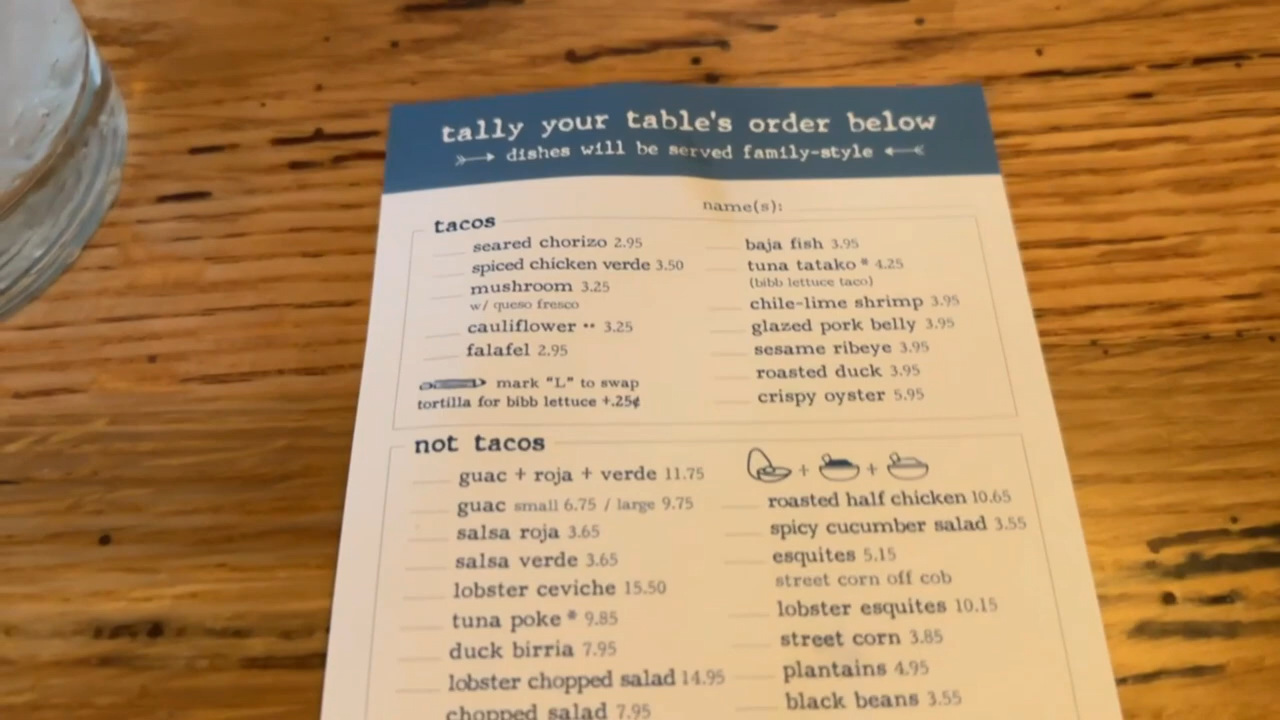 tally your table's order below
dishes will be served family-style
name(s):
tacos
seared chorizo 2.95
spiced chicken verde 3.50
mushroom 3.25
w/ queso fresco
cauliflower •• 3.25
falafel 2.95
mark "L" to swap
tortilla for bibb lettuce +.25¢
baja fish 3.95
tuna tatako * 4.25
(bibb lettuce taco)
chile-lime shrimp 3.95
glazed pork belly 3.95
sesame ribeye 3.95
roasted duck 3.95
crispy oyster 5.95
not tacos
guac + roja + verde 11.75
guac small 6.75 / large 9.75
salsa roja 3.65
salsa verde 3.65
lobster ceviche 15.50
tuna poke * 9.85
duck birria 7.95
lobster chopped salad 14.95
chopped salad 7.95
+ +
roasted half chicken 10.65
spicy cucumber salad 3.55
esquites 5.15
street corn off cob
lobster esquites 10.15
street corn 3.85
plantains 4.95
black beans 3.55